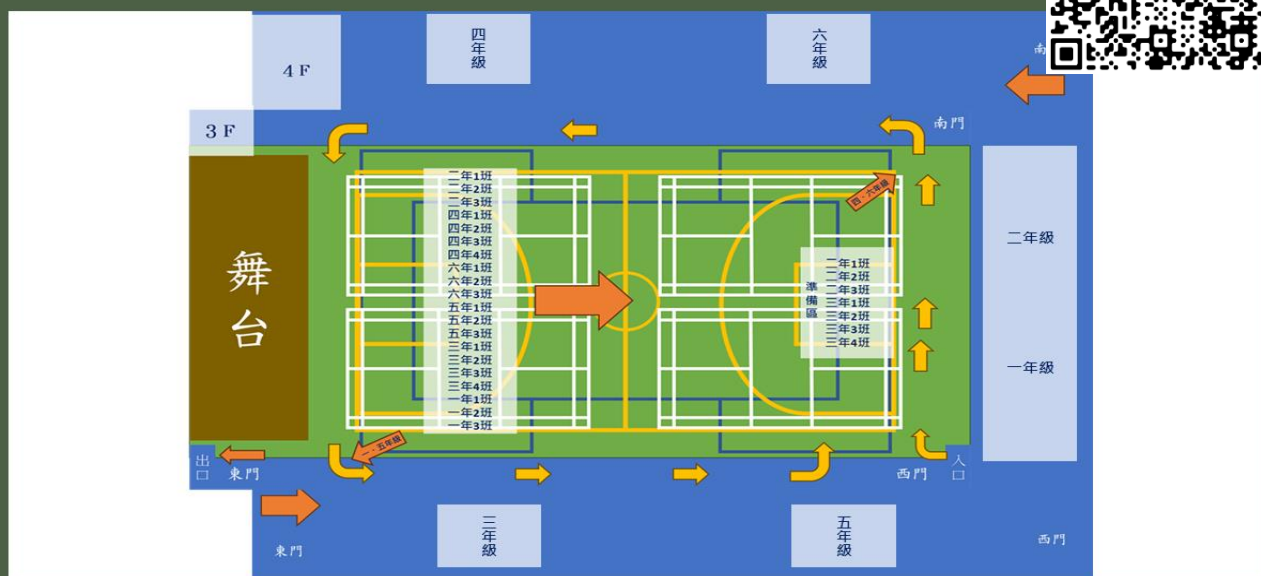 4F
四年級
六年級
南
3F
南門
舞台
二年1班
二年2班
二年3班
四年1班
四年2班
四年3班
四年4班
六年1班
六年2班
六年3班
五年1班
五年2班
五年3班
三年1班
三年2班
三年3班
三年4班
一年1班
一年2班
一年3班
四、六年級
準備區
二年1班
二年2班
二年3班
三年1班
三年2班
三年3班
三年4班
二年級
一年級
一、五年級
出口
東門
西門
入口
東門
三年級
五年級
西門